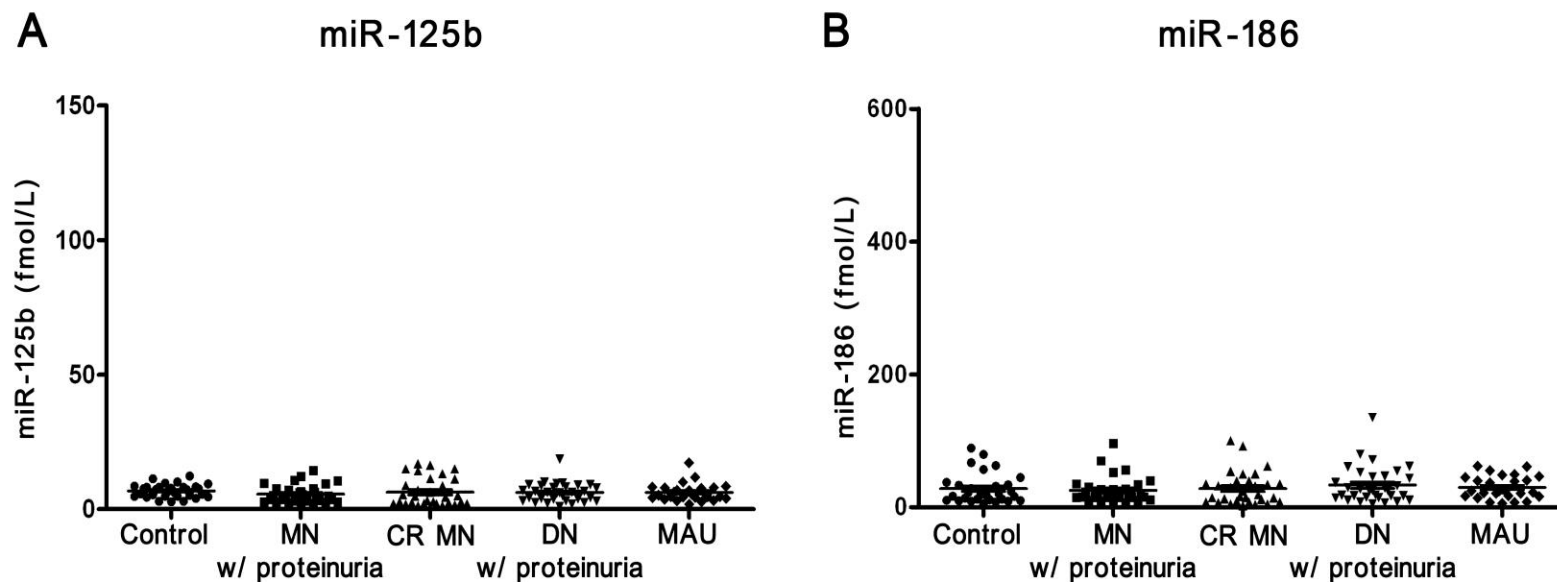 A
miR-125b
miR-125b (fmol/L)
150
100
50
0
Control
MN
w/ proteinuria
CR MN
DN
w/ proteinuria
MAU
B
miR-186
miR-186 (fmol/L)
600
400
200
0
Control
MN
w/ proteinuria
CR MN
DN
w/ proteinuria
MAU